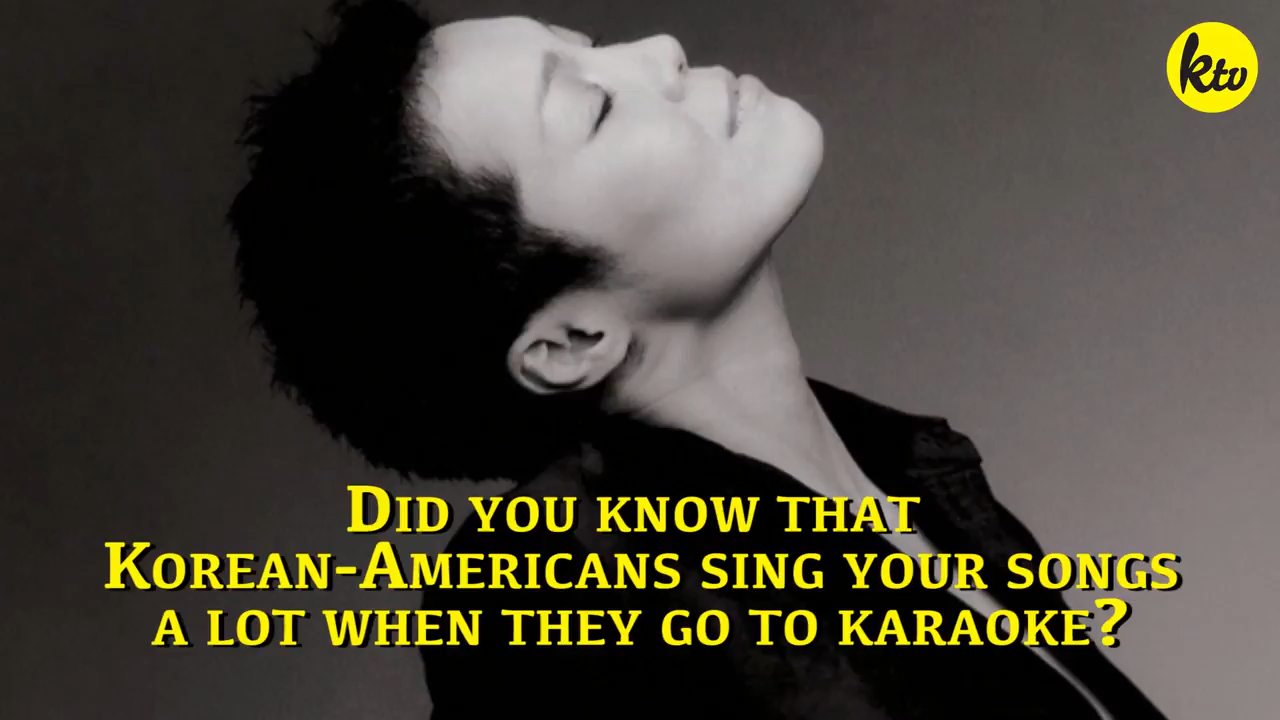 ktv
Did you know that
Korean-Americans sing your songs
a lot when they go to karaoke?